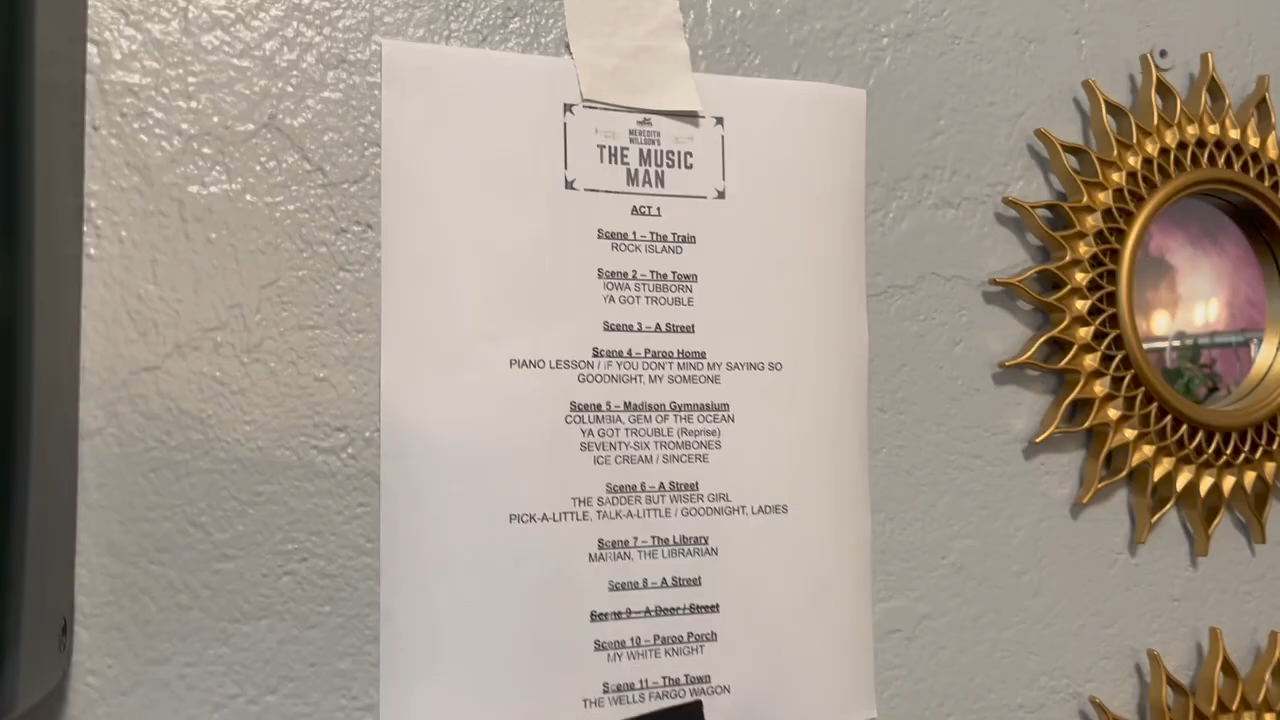 MEREDITH
WILLSON'S
THE MUSIC
MAN
ACT 1
Scene 1 – The Train
ROCK ISLAND
Scene 2 – The Town
IOWA STUBBORN
YA GOT TROUBLE
Scene 3 – A Street
Scene 4 – Paroo Home
PIANO LESSON / IF YOU DON'T MIND MY SAYING SO
GOODNIGHT, MY SOMEONE
Scene 5 – Madison Gymnasium
COLUMBIA, GEM OF THE OCEAN
YA GOT TROUBLE (Reprise)
SEVENTY-SIX TROMBONES
ICE CREAM / SINCERE
Scene 6 – A Street
THE SADDER BUT WISER GIRL
PICK-A-LITTLE, TALK-A-LITTLE / GOODNIGHT, LADIES
Scene 7 – The Library
MARIAN, THE LIBRARIAN
Scene 8 – A Street
Scene 9 – A Door / Street
Scene 10 – Paroo Porch
MY WHITE KNIGHT
Scene 11 – The Town
THE WELLS FARGO WAGON